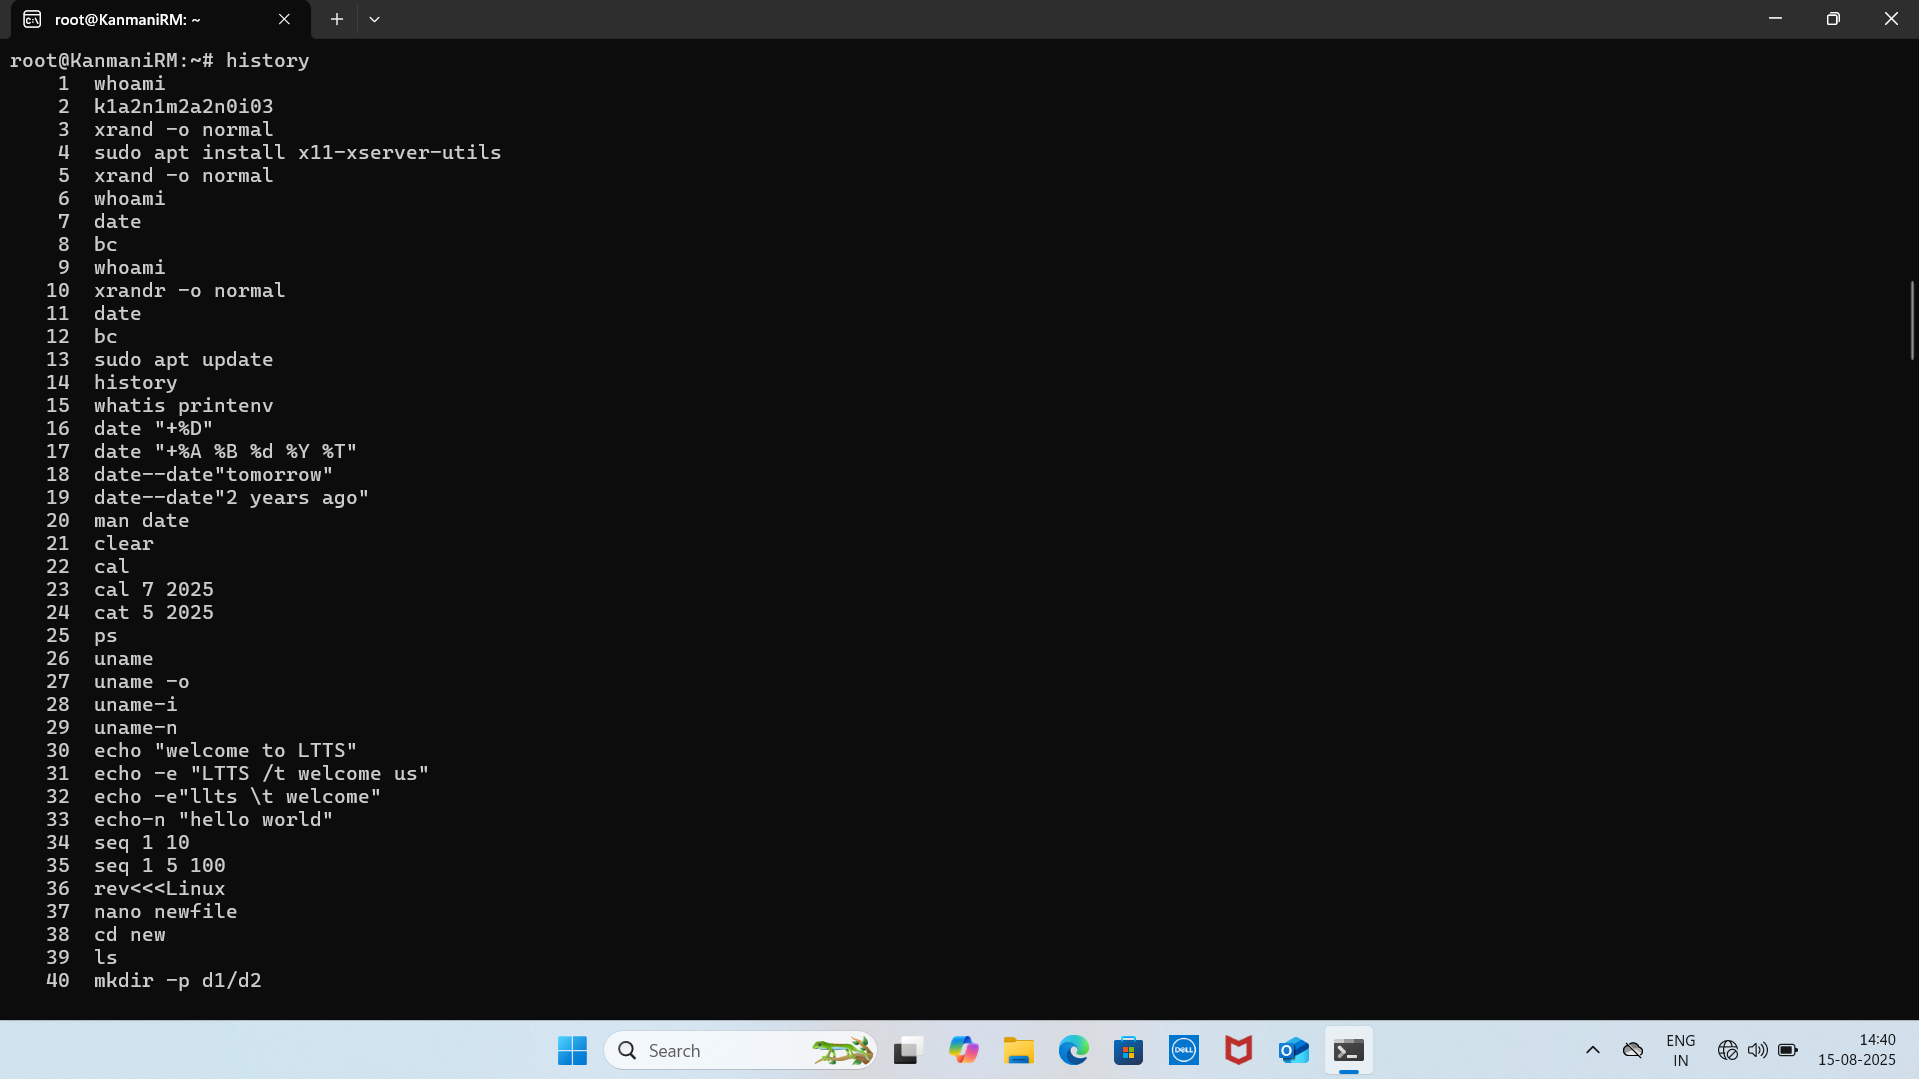 root@KanmaniRM: ~
root@KanmaniRM:~# history
1 whoami
2 k1a2n1m2a2n0i03
3 xrand -o normal
4 sudo apt install x11-xserver-utils
5 xrand -o normal
6 whoami
7 date
8 bc
9 whoami
10 xrandr -o normal
11 date
12 bc
13 sudo apt update
14 history
15 whatis printenv
16 date "+%D"
17 date "+%A %B %d %Y %T"
18 date--date"tomorrow"
19 date--date"2 years ago"
20 man date
21 clear
22 cal
23 cal 7 2025
24 cat 5 2025
25 ps
26 uname
27 uname -o
28 uname-i
29 uname-n
30 echo "welcome to LTTS"
31 echo -e "LTTS /t welcome us"
32 echo -e"llts \t welcome"
33 echo-n "hello world"
34 seq 1 10
35 seq 1 5 100
36 rev<<<Linux
37 nano newfile
38 cd new
39 ls
40 mkdir -p d1/d2
Search
DELL
ENG
IN
14:40
15-08-2025